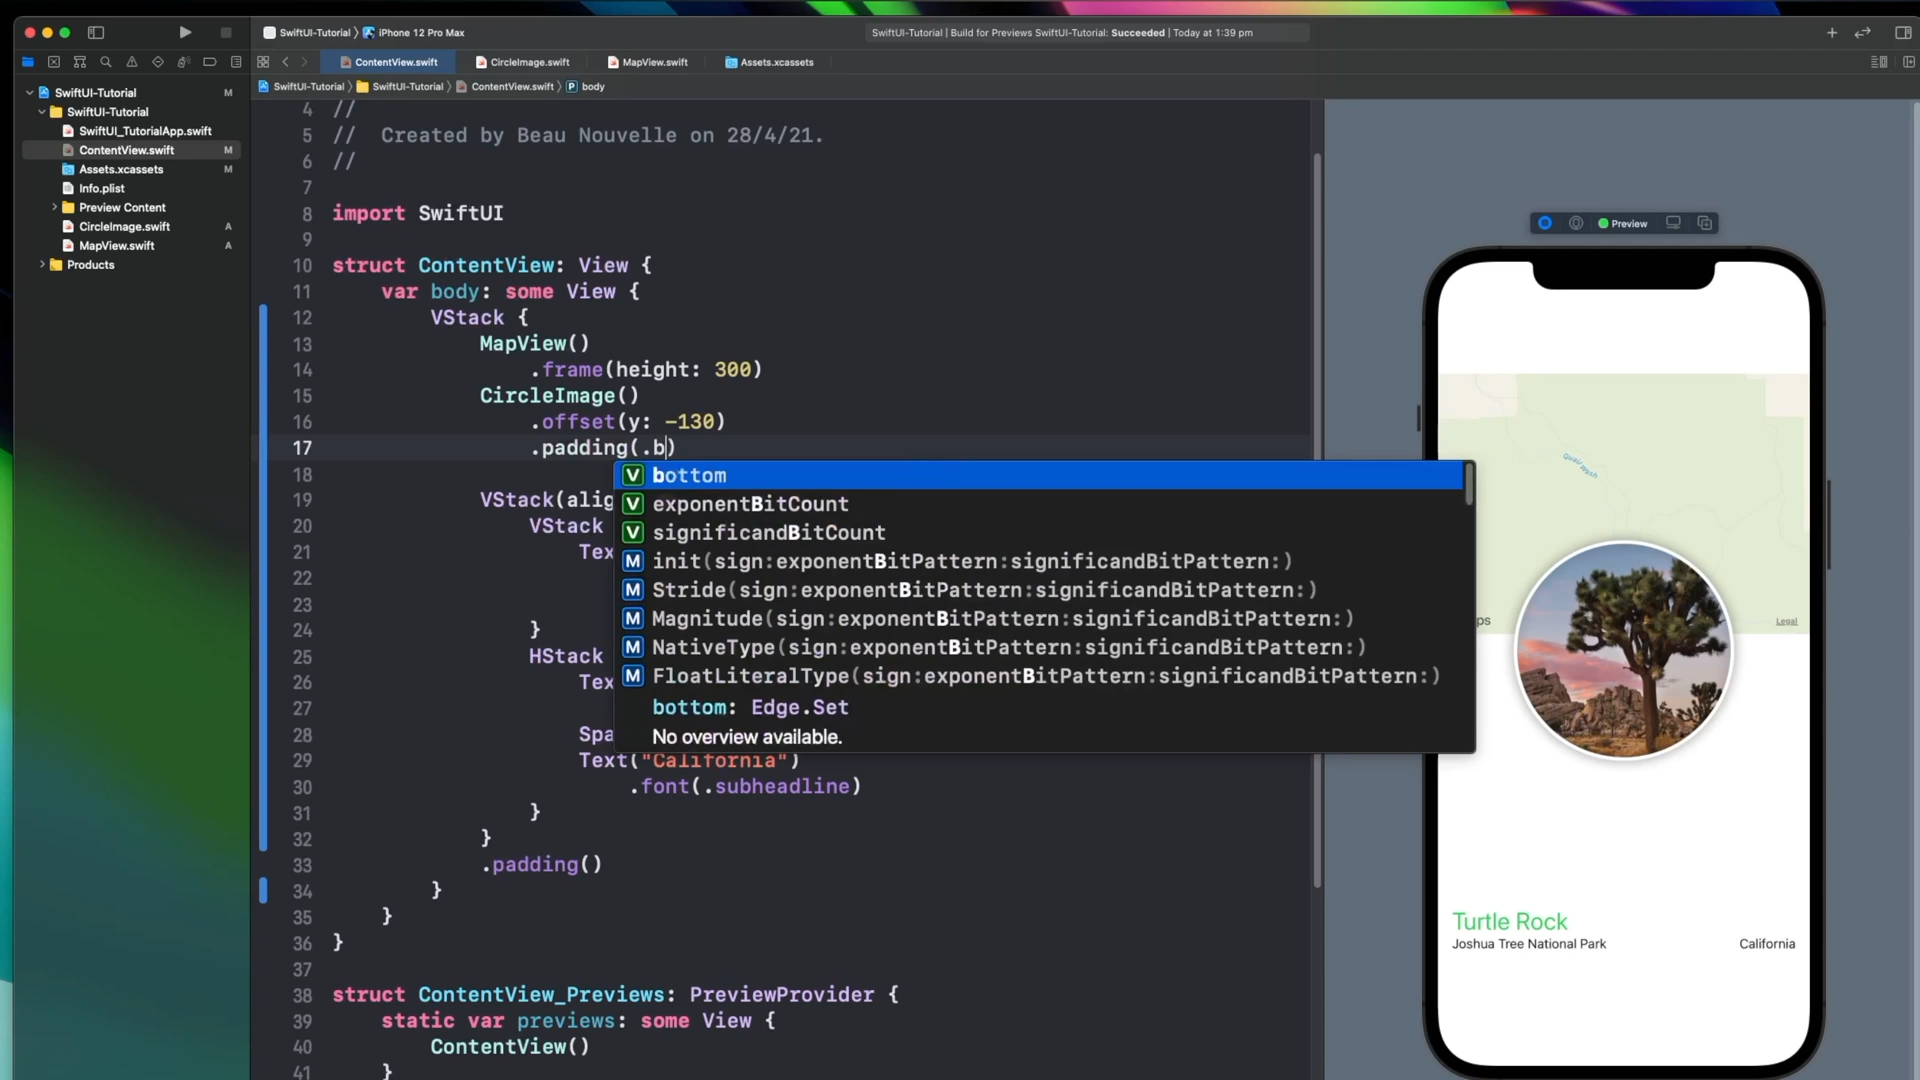 SwiftUI-Tutorial 〉 iPhone 12 Pro Max
SwiftUI-Tutorial | Build for Previews SwiftUI-Tutorial: Succeeded | Today at 1:39 pm
ContentView.swift
CircleImage.swift
MapView.swift
Assets.xcassets
SwiftUI-Tutorial 〉 SwiftUI-Tutorial 〉 ContentView.swift 〉 P body
SwiftUI-Tutorial M
SwiftUI-Tutorial
SwiftUI_TutorialApp.swift
ContentView.swift M
Assets.xcassets M
Info.plist
Preview Content
CircleImage.swift A
MapView.swift A
Products
4 //
5 //  Created by Beau Nouvelle on 28/4/21.
6 //
7
8 import SwiftUI
9
10 struct ContentView: View {
11 var body: some View {
12 VStack {
13 MapView()
14 .frame(height: 300)
15 CircleImage()
16 .offset(y: -130)
17 .padding(.b)
18
19 VStack(alig
20 VStack
21 Tex
22
23
24 }
25 HStack
26 Tex
27
28 Spa
29 Text("California")
30 .font(.subheadline)
31 }
32 }
33 .padding()
34 }
35 }
36 }
37
38 struct ContentView_Previews: PreviewProvider {
39 static var previews: some View {
40 ContentView()
41 }
V bottom
V exponentBitCount
V significandBitCount
M init(sign:exponentBitPattern:significandBitPattern:)
M Stride(sign:exponentBitPattern:significandBitPattern:)
M Magnitude(sign:exponentBitPattern:significandBitPattern:)
M NativeType(sign:exponentBitPattern:significandBitPattern:)
M FloatLiteralType(sign:exponentBitPattern:significandBitPattern:)
bottom: Edge.Set
No overview available.
Preview
Quail Wash
ps
Legal
Turtle Rock
Joshua Tree National Park
California